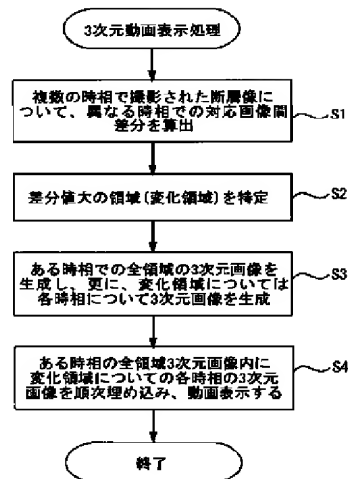 3次元動画表示処理
複数の時相で撮影された断層像に
ついて、異なる時相での対応画像間
差分を算出
S1
差分値大の領域(変化領域)を特定
S2
ある時相での全領域の3次元画像を
生成し、更に、変化領域については
各時相について3次元画像を生成
S3
ある時相の全領域3次元画像内に
変化領域についての各時相の3次元
画像を順次埋め込み、動画表示する
S4
終了